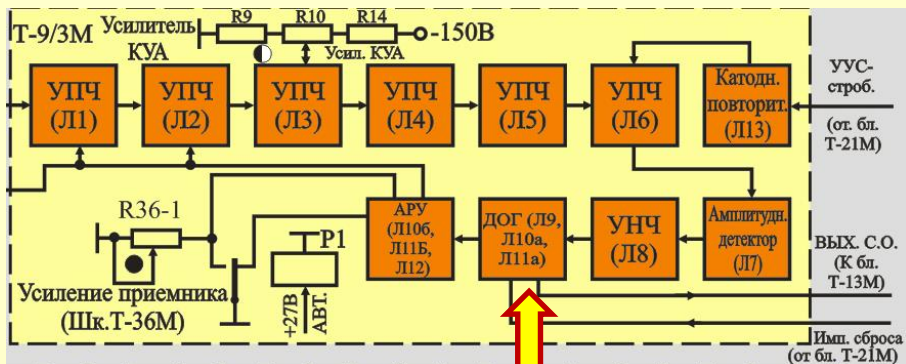 Т-9/3М
Усилитель
КУА
R9
R10
R14
-150В
Усил. КУА
УПЧ
(Л1)
УПЧ
(Л2)
УПЧ
(Л3)
УПЧ
(Л4)
УПЧ
(Л5)
УПЧ
(Л6)
Катодн.
повторит.
(Л13)
УУС-
строб.
(от. бл.
Т-21М)
R36-1
Усиление приемника
(Шк.Т-36М)
Р1
+27В
АВТ.
АРУ
(Л10б,
Л11Б,
Л12)
ДОГ (Л9,
Л10а,
Л11а)
УНЧ
(Л8)
Амплитудн.
детектор
(Л7)
ВЫХ. С.О.
(К бл.
Т-13М)
Имп. сброса
(от бл. Т-21М)